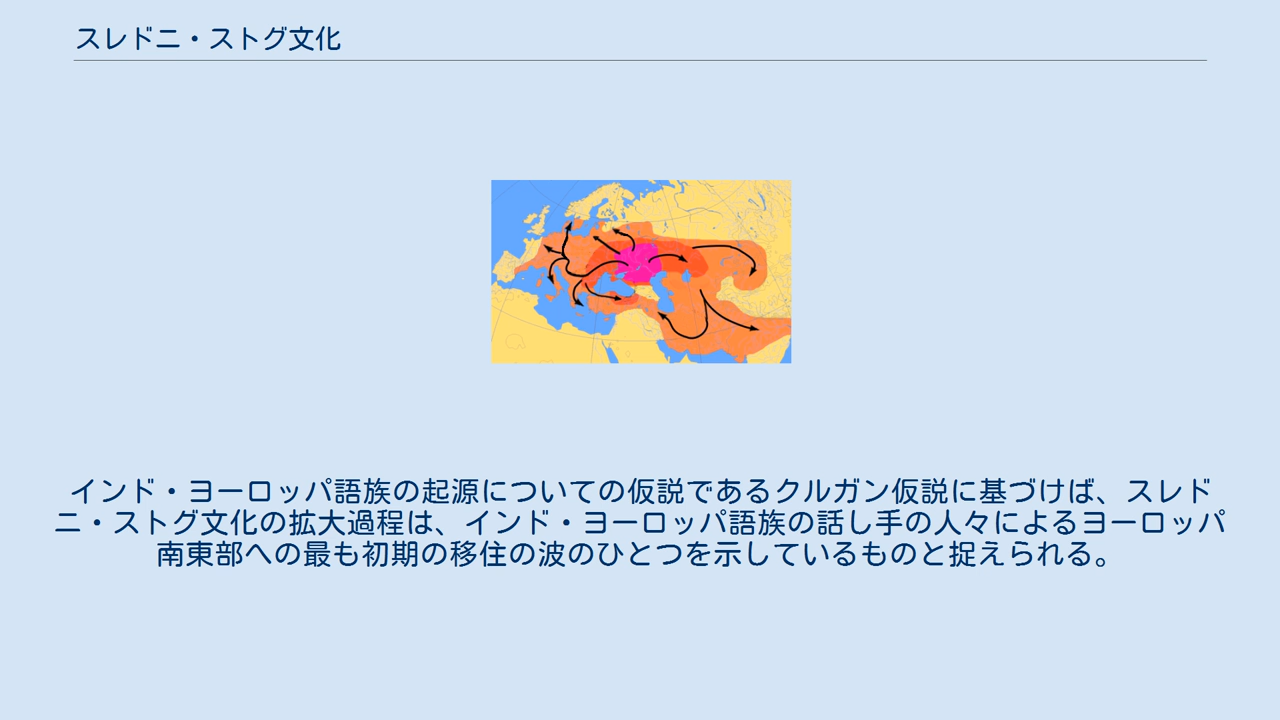 スレドニ・ストグ文化
インド・ヨーロッパ語族の起源についての仮説であるクルガン仮説に基づけば、スレド
ニ・ストグ文化の拡大過程は、インド・ヨーロッパ語族の話し手の人々によるヨーロッパ
南東部への最も初期の移住の波のひとつを示しているものと捉えられる。